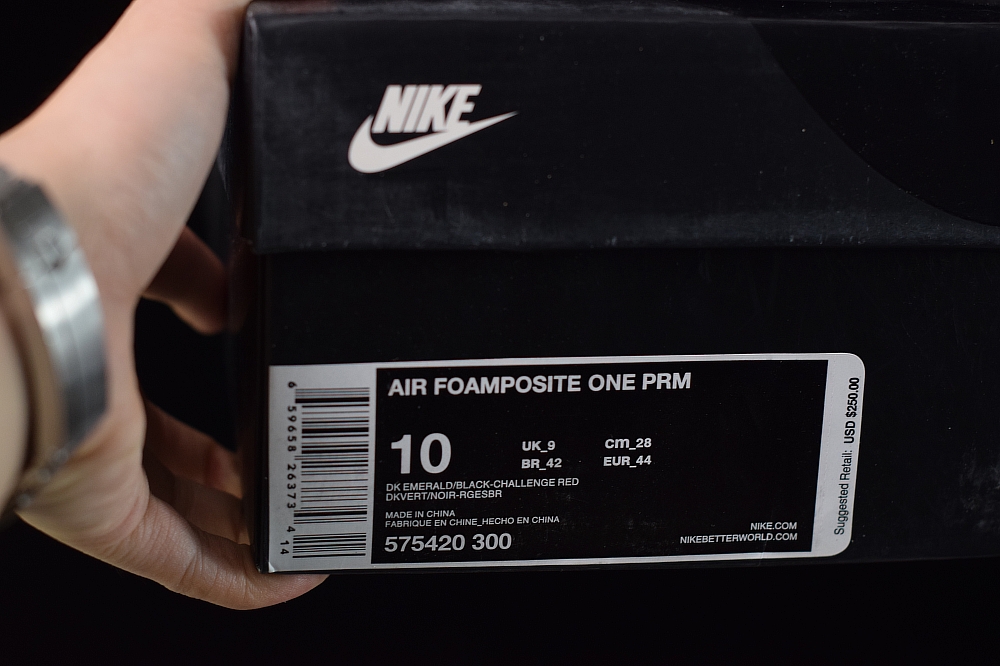 NIKE
AIR FOAMPOSITE ONE PRM
10
UK_9 cm_28
BR_42 EUR_44
DK EMERALD/BLACK-CHALLENGE RED
DKVERT/NOIR-RGESBR
MADE IN CHINA
FABRIQUE EN CHINE_HECHO EN CHINA
575420 300
NIKE.COM
NIKEBETTERWORLD.COM
6 59658 26373 4 14
Suggested Retail: USD $250.00